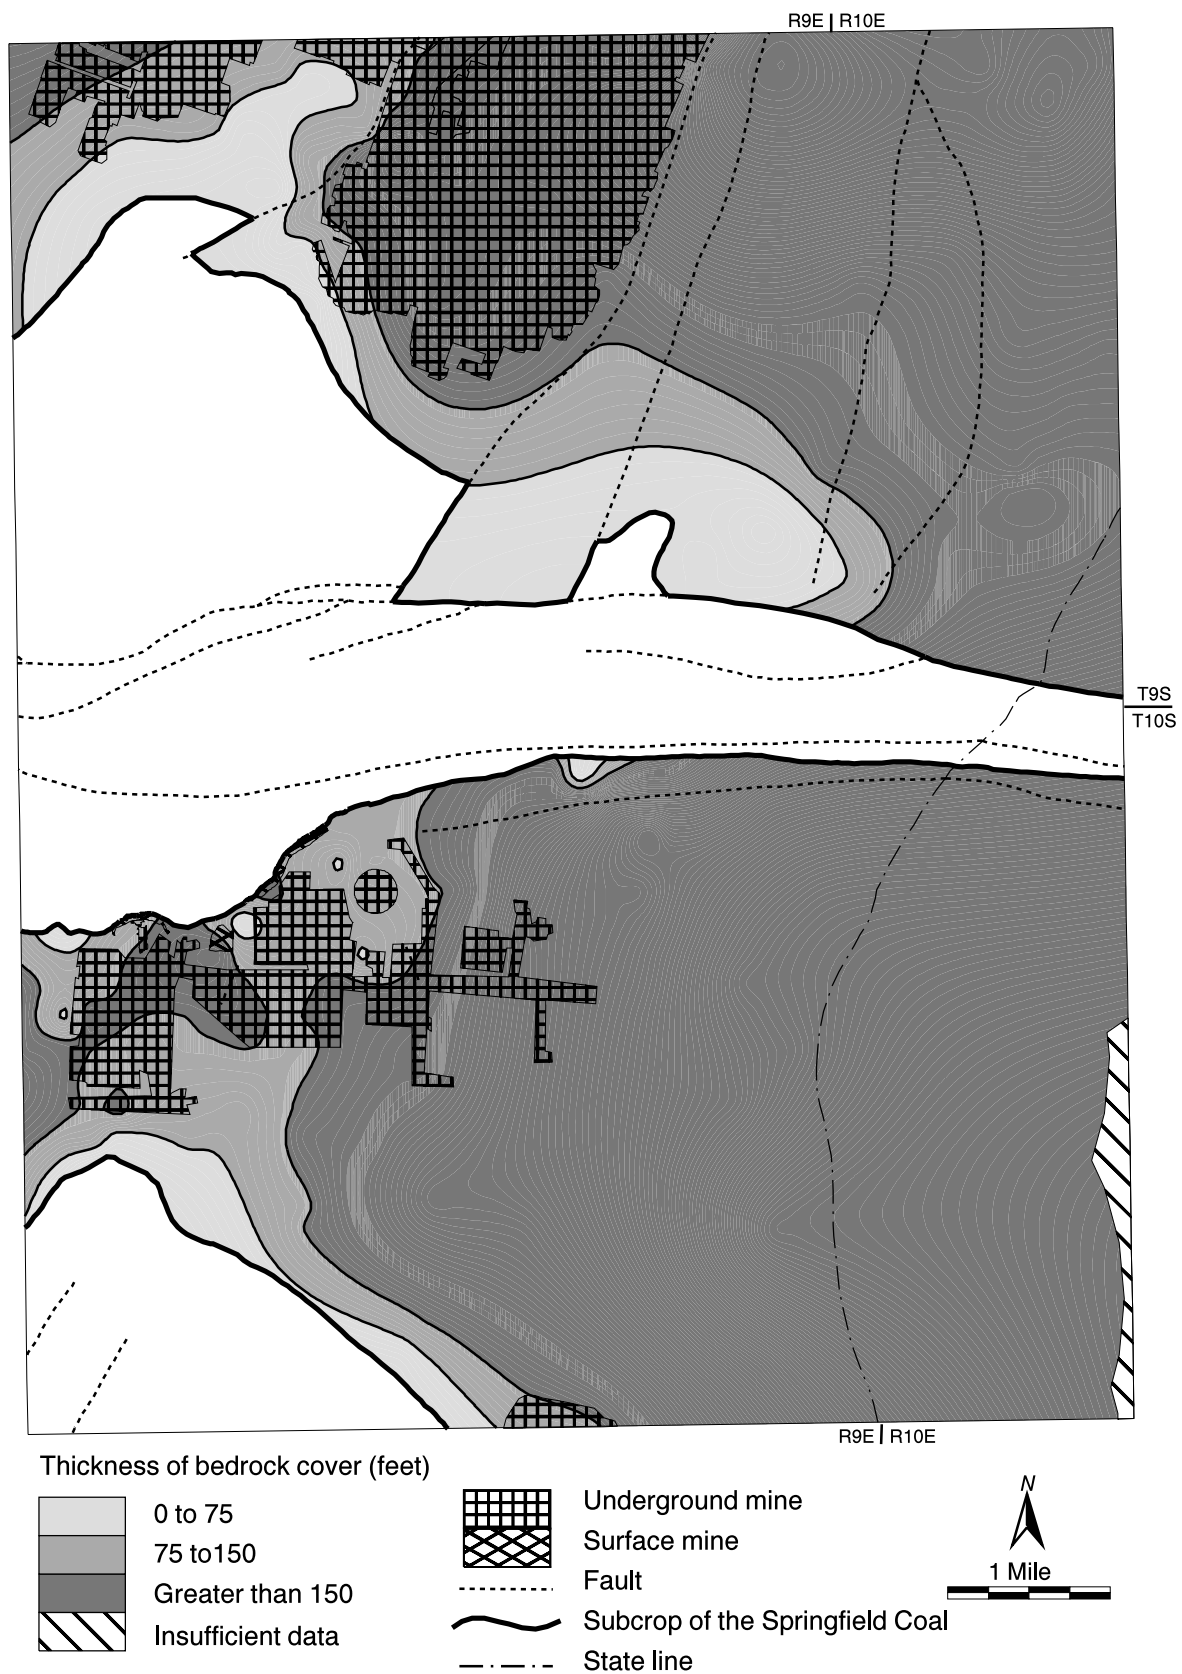 R9E | R10E
T9S
T10S
R9E | R10E
Thickness of bedrock cover (feet)
0 to 75
75 to150
Greater than 150
Insufficient data
Underground mine
Surface mine
Fault
Subcrop of the Springfield Coal
State line
N
1 Mile